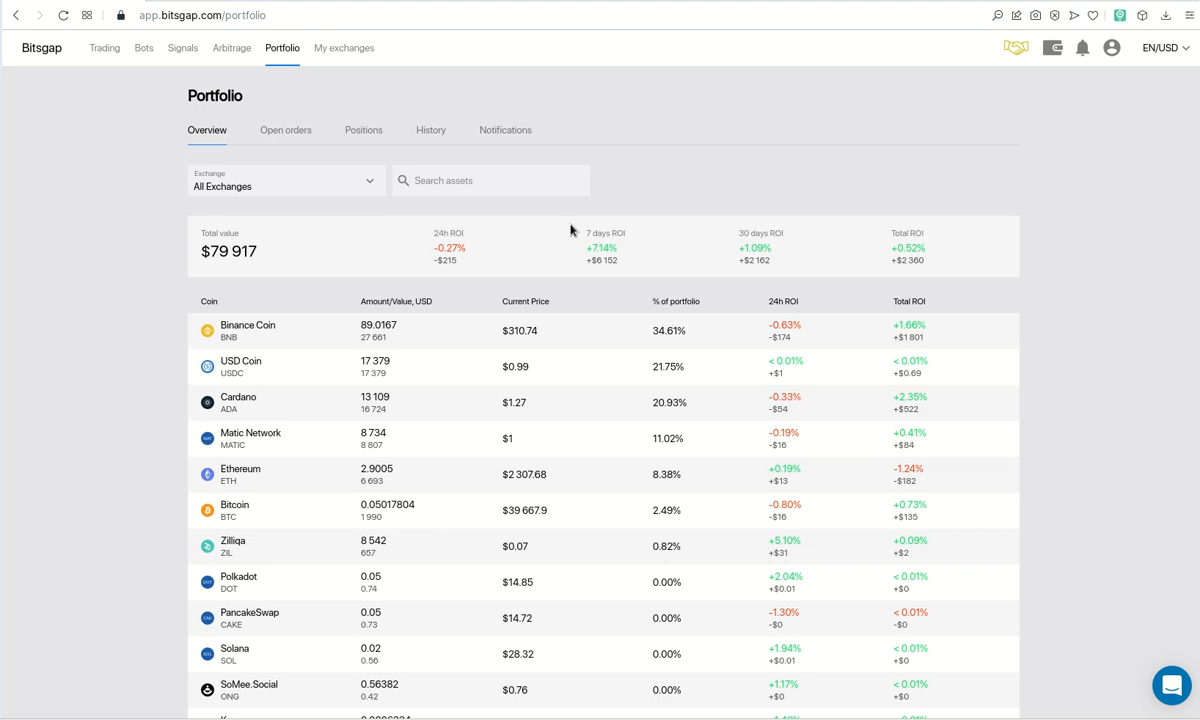 app.bitsgap.com/portfolio
Bitsgap Trading Bots Signals Arbitrage Portfolio My exchanges EN/USD
Portfolio
Overview Open orders Positions History Notifications
Exchange
All Exchanges
Search assets
Total value 24h ROI 7 days ROI 30 days ROI Total ROI
$79 917 -0.27% +7.14% +1.09% +0.52%
-$215 +$6 152 +$2 162 +$2 360
Coin Amount/Value, USD Current Price % of portfolio 24h ROI Total ROI
Binance Coin 89.0167 $310.74 34.61% -0.63% +1.66%
BNB 27 661 -$174 +$1 801
USD Coin 17 379 $0.99 21.75% < 0.01% < 0.01%
USDC 17 379 +$1 +$0.69
Cardano 13 109 $1.27 20.93% -0.33% +2.35%
ADA 16 724 -$54 +$522
Matic Network 8 734 $1 11.02% -0.19% +0.41%
MATIC 8 807 -$16 +$84
Ethereum 2.9005 $2 307.68 8.38% +0.19% -1.24%
ETH 6 693 +$13 -$182
Bitcoin 0.05017804 $39 667.9 2.49% -0.80% +0.73%
BTC 1 990 -$16 +$135
Zilliqa 8 542 $0.07 0.82% +5.10% +0.09%
ZIL 657 +$31 +$2
Polkadot 0.05 $14.85 0.00% +2.04% < 0.01%
DOT 0.74 +$0.01 +$0
PancakeSwap 0.05 $14.72 0.00% -1.30% < 0.01%
CAKE 0.73 -$0 -$0
Solana 0.02 $28.32 0.00% +1.94% < 0.01%
SOL 0.56 +$0.01 +$0
SoMee.Social 0.56382 $0.76 0.00% +1.17% < 0.01%
ONG 0.42 +$0 +$0